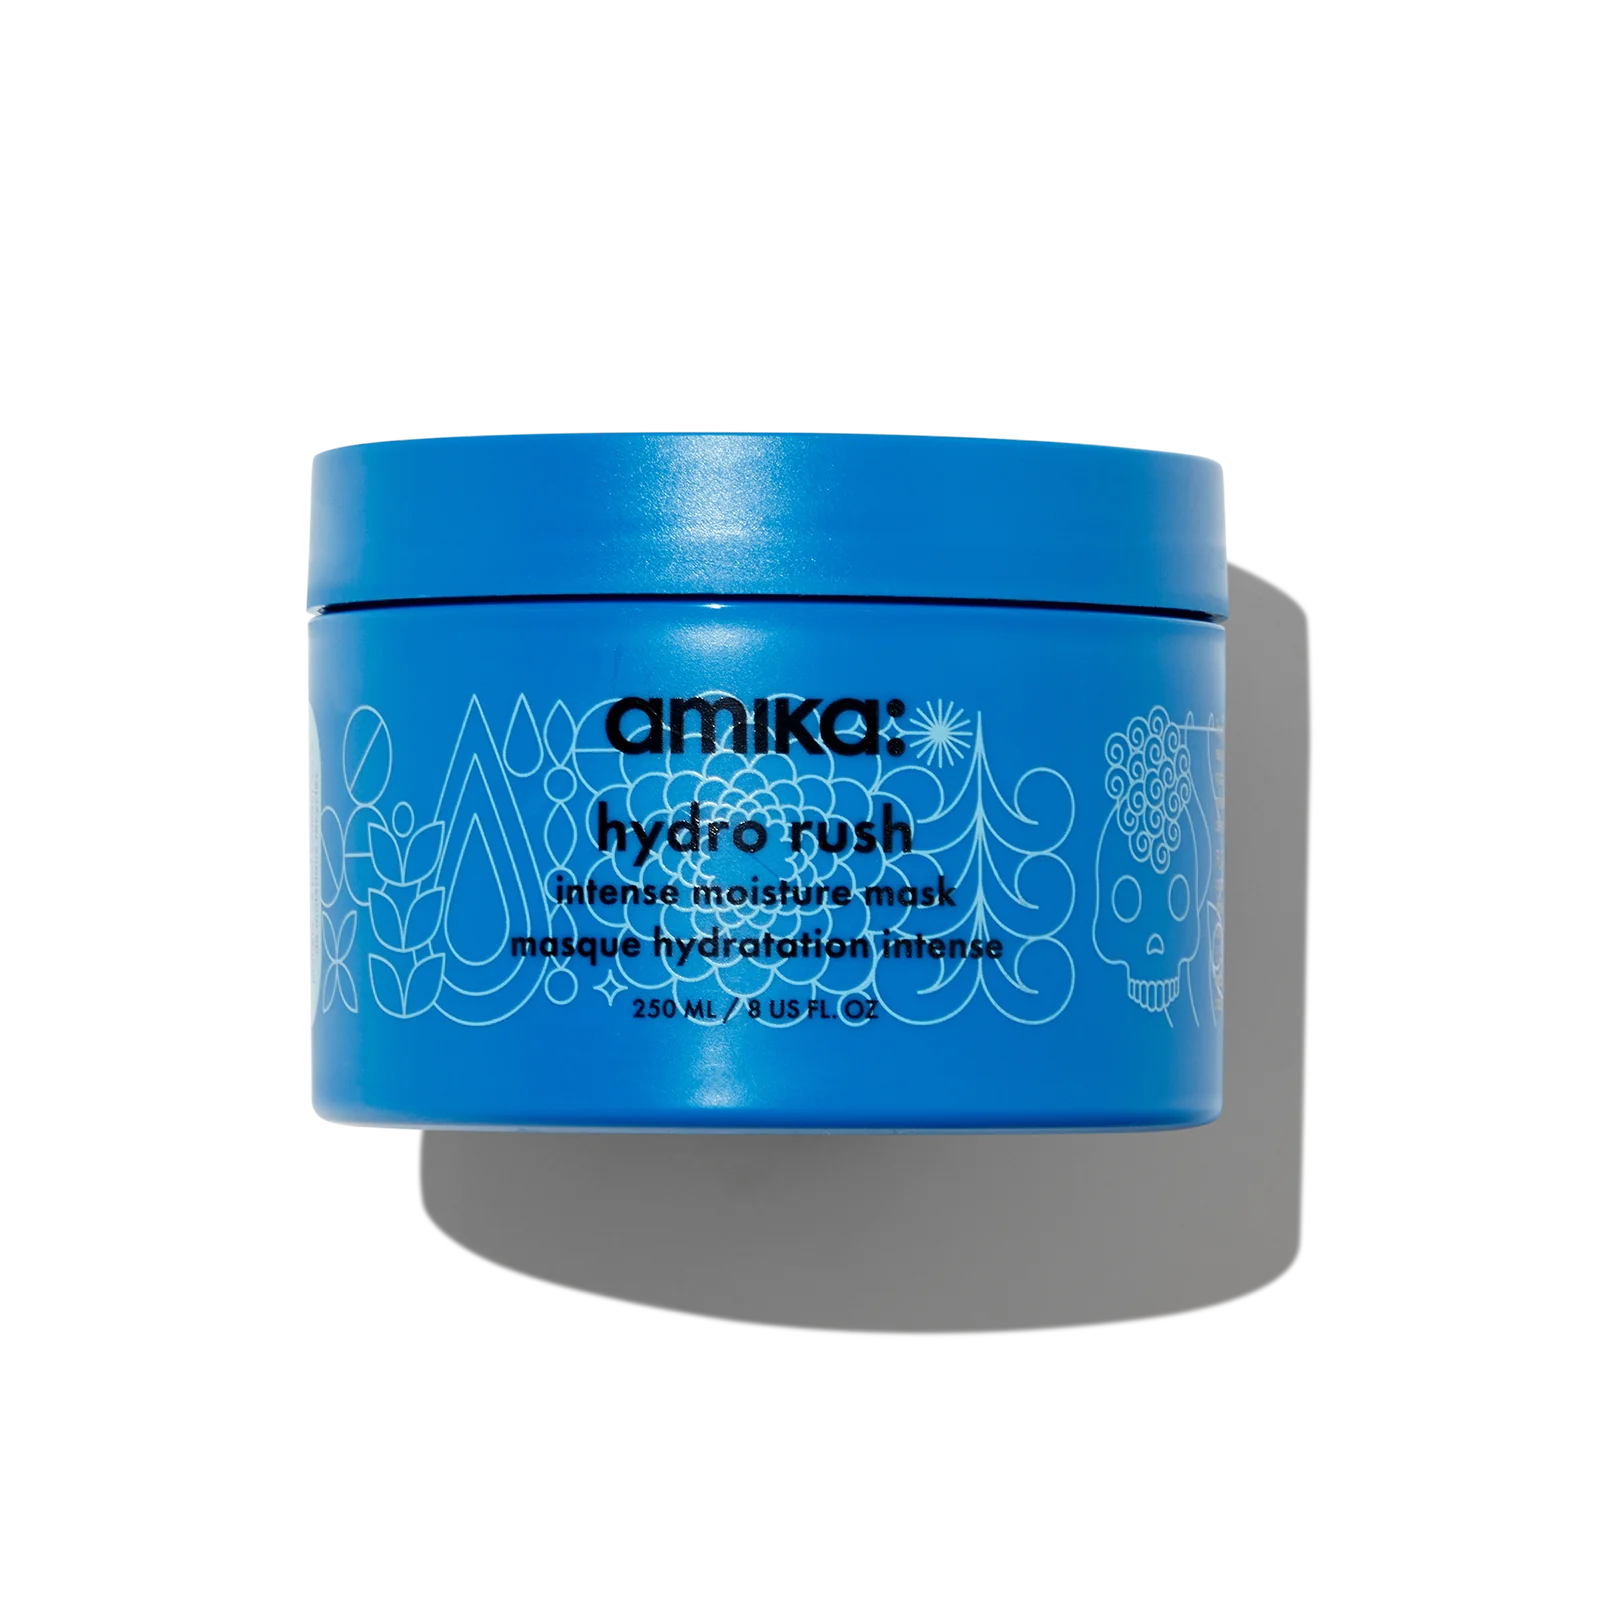 amika:
hydro rush
intense moisture mask
masque hydratation intense
250 ML / 8 US FL. OZ